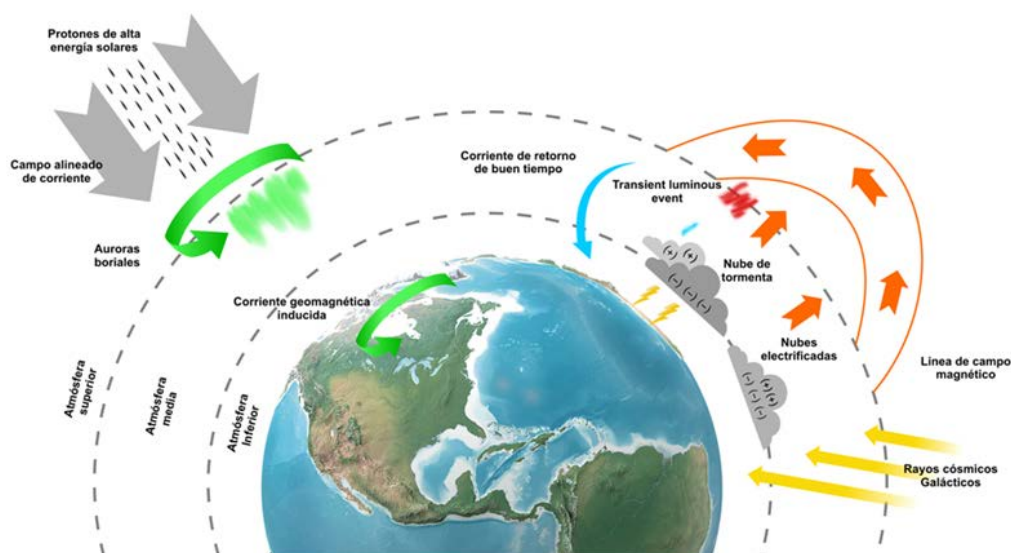 Protones de alta
energía solares
Campo alineado
de corriente
Auroras
boriales
Corriente geomagnética
inducida
Corriente de retorno
de buen tiempo
Transient luminous
event
Nube de
tormenta
Nubes
electrificadas
Línea de campo
magnético
Rayos cósmicos
Galácticos
Atmósfera
superior
Atmósfera
media
Atmósfera
Inferior
(+) (+)
(+)
(-) (-) (-)
(+) (+)
(+)
(-) (-)
(-) (-) (-)